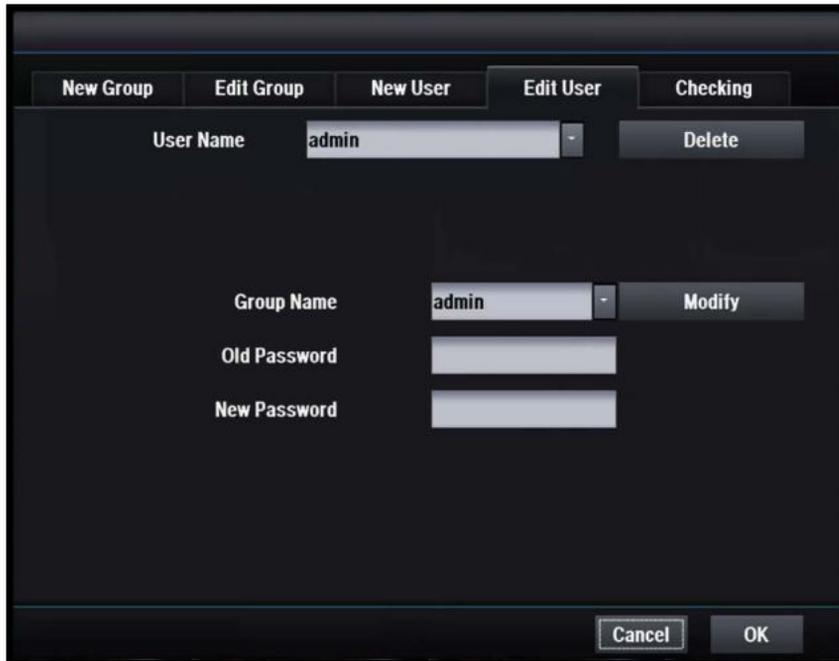 New Group Edit Group New User Edit User Checking
User Name admin Delete
Group Name admin Modify
Old Password
New Password
Cancel OK